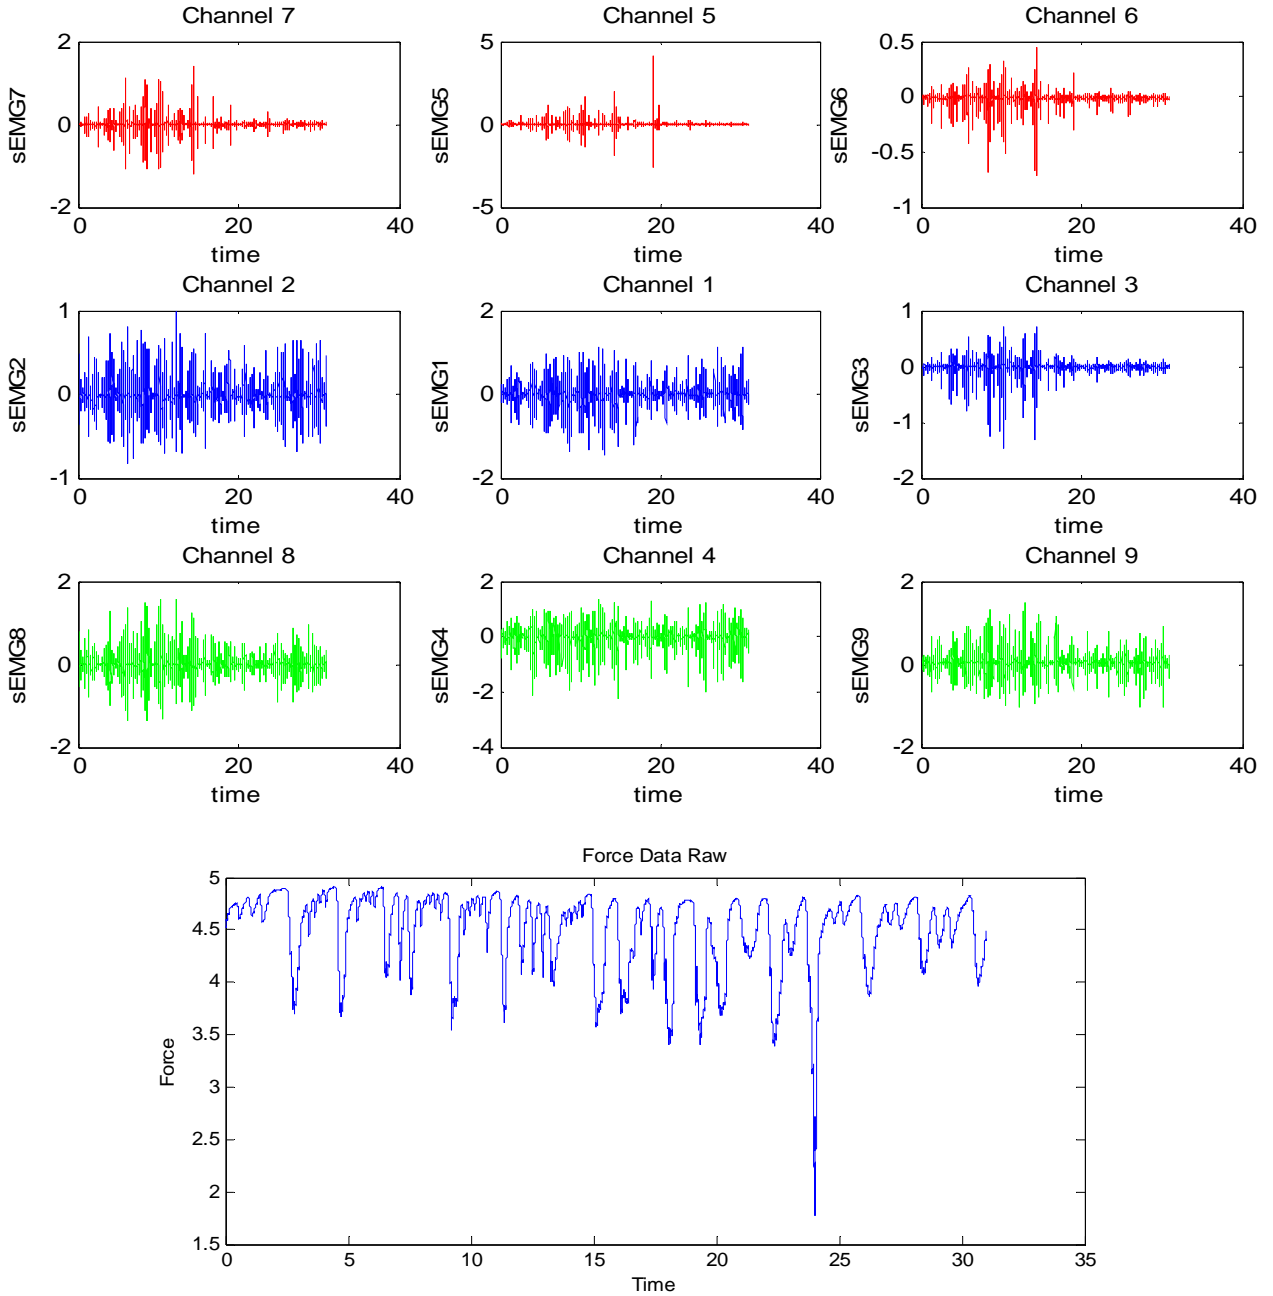 Channel 7
Channel 5
Channel 6
2
0
-2
sEMG7
0
20
40
time
5
0
-5
sEMG5
0
20
40
time
0.5
0
-0.5
-1
sEMG6
0
20
40
time
Channel 2
Channel 1
Channel 3
1
0
-1
sEMG2
0
20
40
time
2
0
-2
sEMG1
0
20
40
time
1
0
-1
-2
sEMG3
0
20
40
time
Channel 8
Channel 4
Channel 9
2
0
-2
sEMG8
0
20
40
time
2
0
-2
-4
sEMG4
0
20
40
time
2
0
-2
sEMG9
0
20
40
time
Force Data Raw
5
4.5
4
3.5
3
2.5
2
1.5
Force
0
5
10
15
20
25
30
35
Time